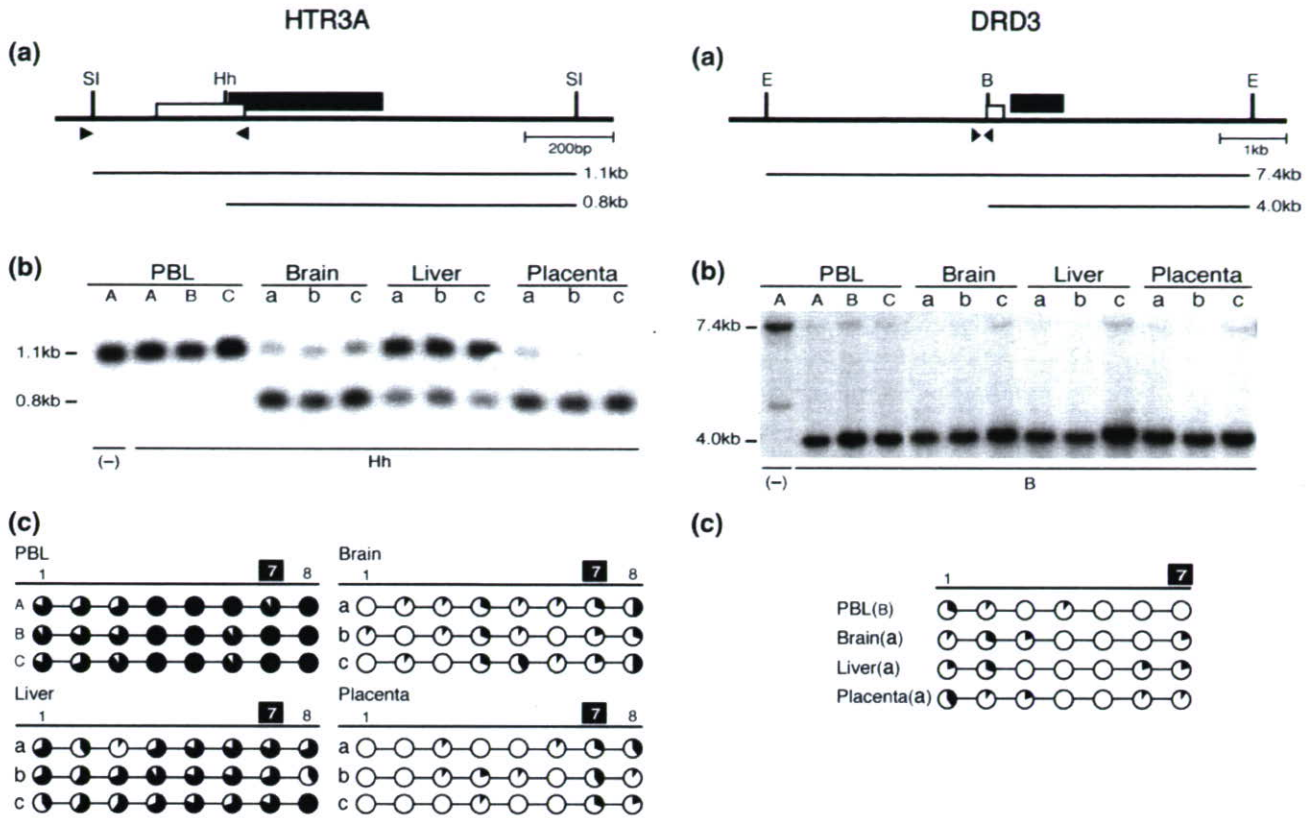 HTR3A
(a)
SI Hh SI
200bp
1.1kb
0.8kb
(b)
PBL Brain Liver Placenta
A A B C a b c a b c a b c
1.1kb
0.8kb
(–) Hh
(c)
PBL
1 7 8
A
B
C
Brain
1 7 8
a
b
c
Liver
1 7 8
a
b
c
Placenta
1 7 8
a
b
c
DRD3
(a)
E B E
1kb
7.4kb
4.0kb
(b)
PBL Brain Liver Placenta
A A B C a b c a b c a b c
7.4kb
4.0kb
(–) B
(c)
1 7
PBL(B)
Brain(a)
Liver(a)
Placenta(a)